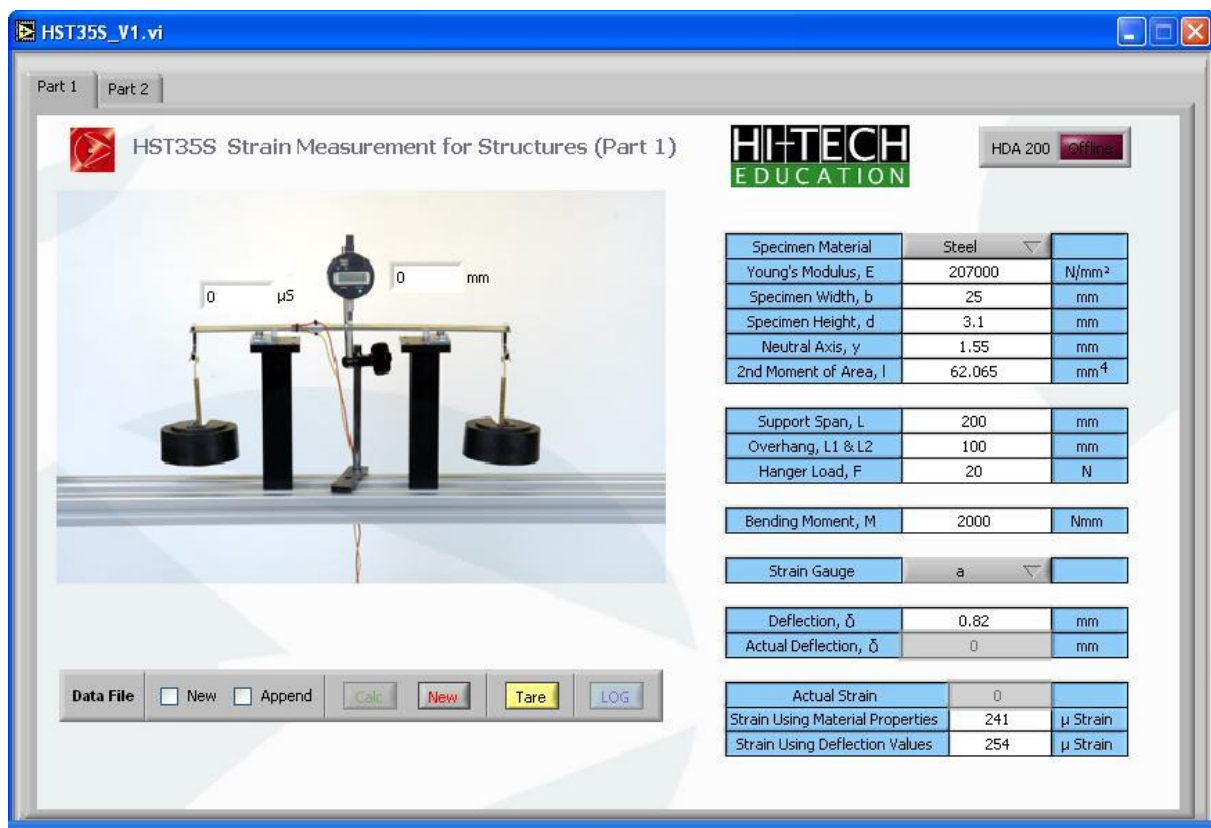 HST35S_V1.vi
Part 1 Part 2
HST35S Strain Measurement for Structures (Part 1)
HI-TECH
EDUCATION
HDA 200 Offline
0 µS
0 mm
Specimen Material Steel
Young's Modulus, E 207000 N/mm²
Specimen Width, b 25 mm
Specimen Height, d 3.1 mm
Neutral Axis, y 1.55 mm
2nd Moment of Area, I 62.065 mm⁴
Support Span, L 200 mm
Overhang, L1 & L2 100 mm
Hanger Load, F 20 N
Bending Moment, M 2000 Nmm
Strain Gauge a
Deflection, δ 0.82 mm
Actual Deflection, δ 0 mm
Data File New Append Calc New Tare LOG
Actual Strain 0
Strain Using Material Properties 241 µ Strain
Strain Using Deflection Values 254 µ Strain